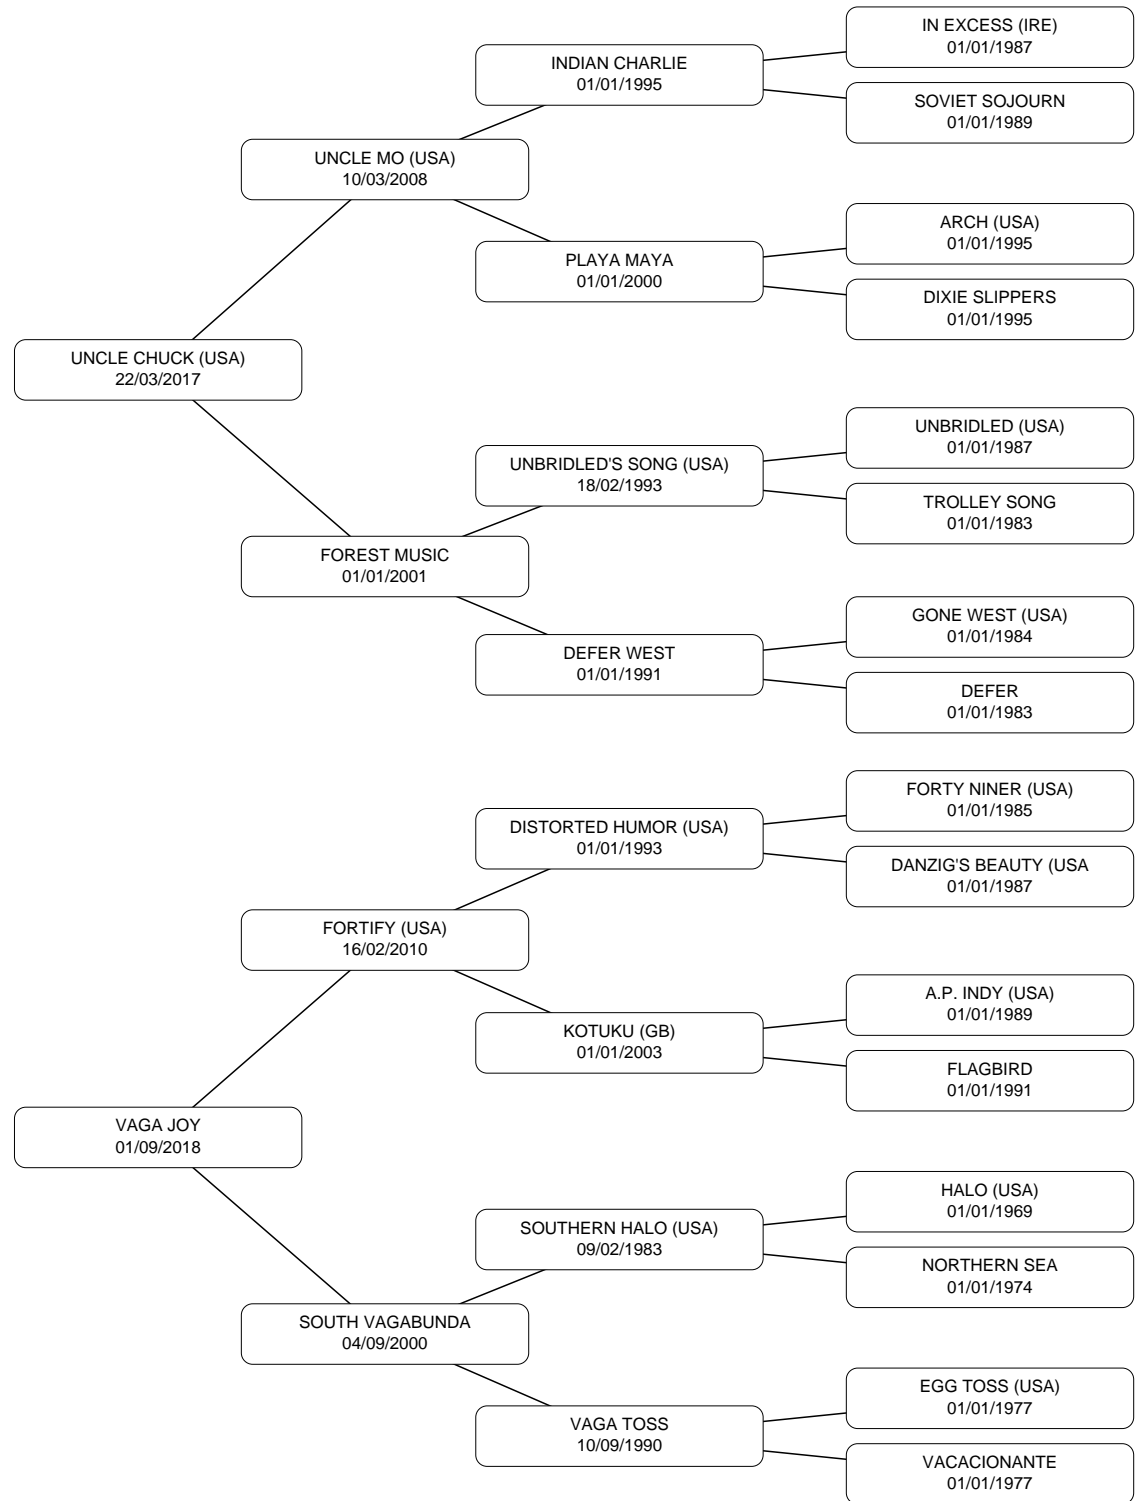 IN EXCESS (IRE)
01/01/1987
INDIAN CHARLIE
01/01/1995
SOVIET SOJOURN
01/01/1989
UNCLE MO (USA)
10/03/2008
ARCH (USA)
01/01/1995
PLAYA MAYA
01/01/2000
DIXIE SLIPPERS
01/01/1995
UNCLE CHUCK (USA)
22/03/2017
UNBRIDLED (USA)
01/01/1987
UNBRIDLED'S SONG (USA)
18/02/1993
TROLLEY SONG
01/01/1983
FOREST MUSIC
01/01/2001
GONE WEST (USA)
01/01/1984
DEFER WEST
01/01/1991
DEFER
01/01/1983
FORTY NINER (USA)
01/01/1985
DISTORTED HUMOR (USA)
01/01/1993
DANZIG'S BEAUTY (USA
01/01/1987
FORTIFY (USA)
16/02/2010
A.P. INDY (USA)
01/01/1989
KOTUKU (GB)
01/01/2003
FLAGBIRD
01/01/1991
VAGA JOY
01/09/2018
HALO (USA)
01/01/1969
SOUTHERN HALO (USA)
09/02/1983
NORTHERN SEA
01/01/1974
SOUTH VAGABUNDA
04/09/2000
EGG TOSS (USA)
01/01/1977
VAGA TOSS
10/09/1990
VACACIONANTE
01/01/1977